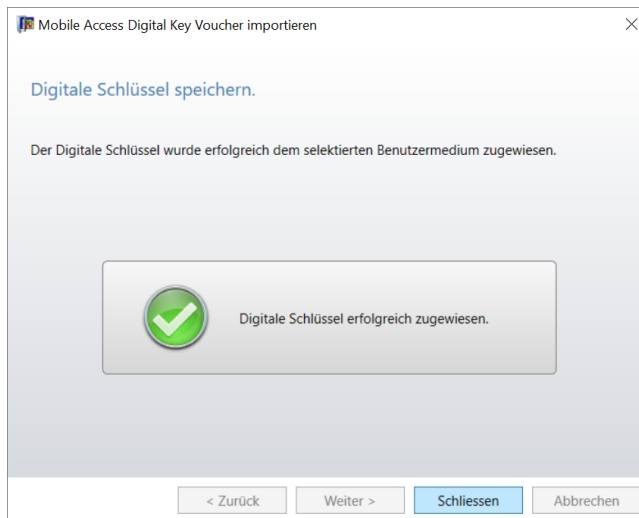 Mobile Access Digital Key Voucher importieren
Digitale Schlüssel speichern.
Der Digitale Schlüssel wurde erfolgreich dem selektierten Benutzermedium zugewiesen.
Digitale Schlüssel erfolgreich zugewiesen.
< Zurück Weiter > Schliessen Abbrechen